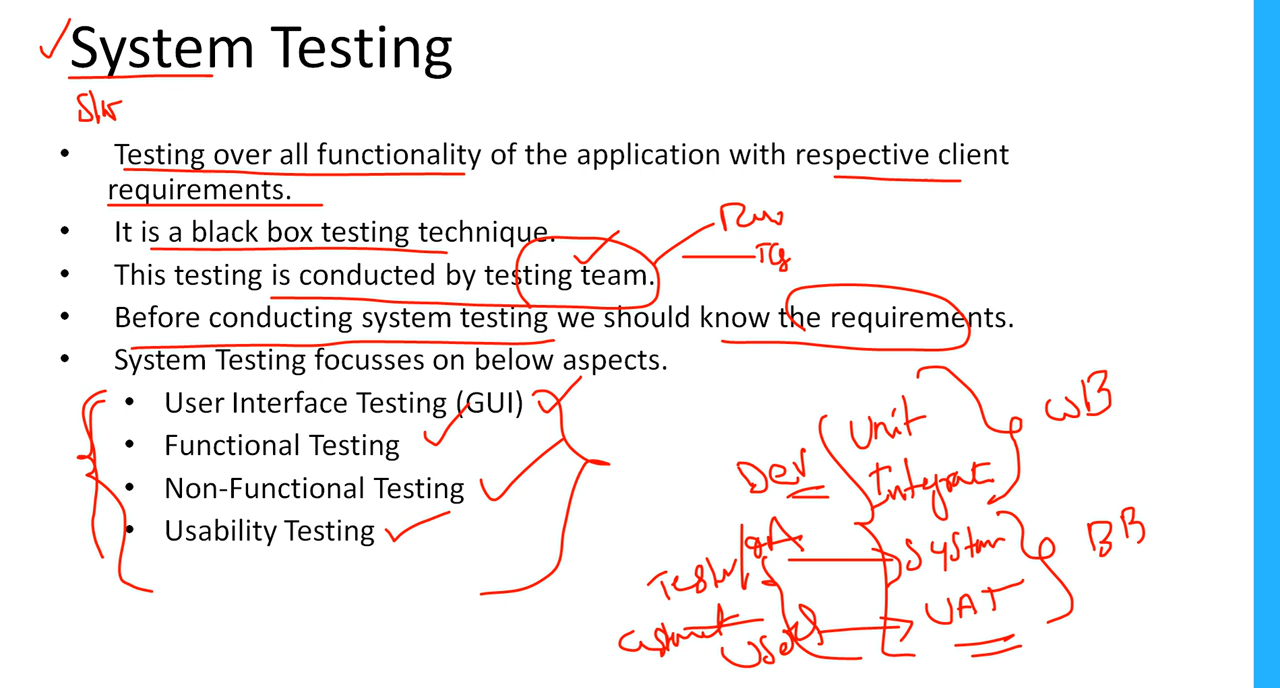 System Testing
S/w
• Testing over all functionality of the application with respective client
requirements.
• It is a black box testing technique.
• This testing is conducted by testing team.
• Before conducting system testing we should know the requirements.
• System Testing focusses on below aspects.
• User Interface Testing (GUI)
• Functional Testing
• Non-Functional Testing
• Usability Testing
Unit
WB
Dev
Integrat
System
BB
UAT
Users